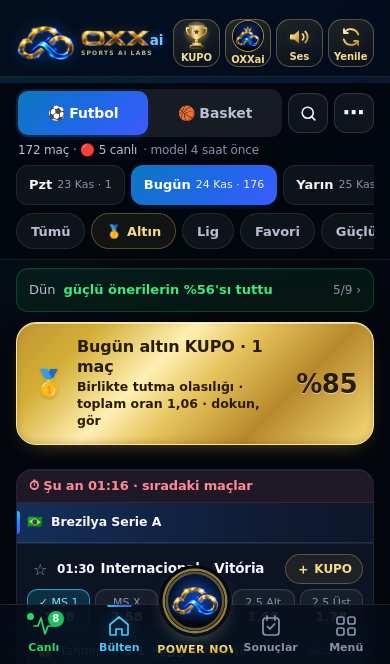 OXX ai
SPORTS AI LABS
KUPO
OXXai
Ses
Yenile
⚽ Futbol
🏀 Basket
172 maç · 🔴 5 canlı · model 4 saat önce
Pzt 23 Kas · 1
Bugün 24 Kas · 176
Yarın 25 Kas
Tümü
🥇 Altın
Lig
Favori
Güçlü
Dün güçlü önerilerin %56'sı tuttu
5/9 ›
Bugün altın KUPO · 1
maç
Birlikte tutma olasılığı ·
toplam oran 1,06 · dokun,
gör
%85
⏱ Şu an 01:16 · sıradaki maçlar
🇧🇷 Brezilya Serie A
☆ 01:30 Internacional Vitória
+ KUPO
✓ MS 1
MS X
2.5 Alt
2.5 Üst
8
Canlı
Bülten
POWER NOW
Sonuçlar
Menü